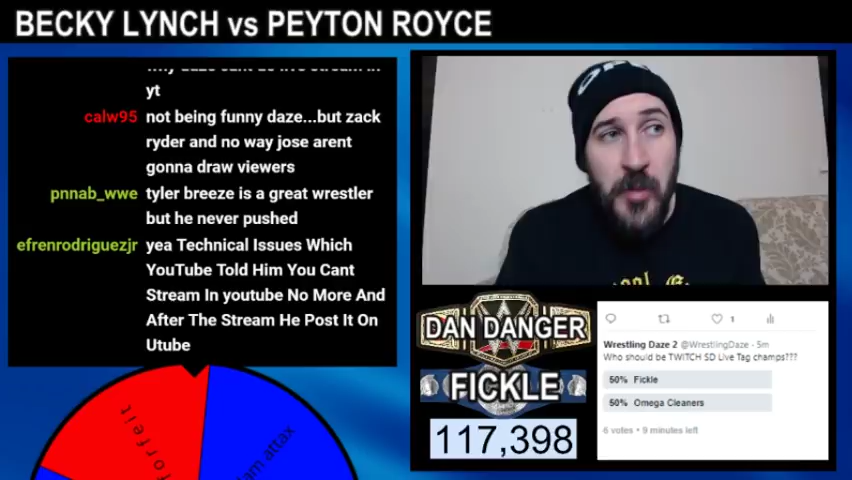 BECKY LYNCH vs PEYTON ROYCE
yt
calw95 not being funny daze...but zack
ryder and no way jose arent
gonna draw viewers
pnnab_wwe tyler breeze is a great wrestler
but he never pushed
efrenrodriguezjr yea Technical Issues Which
YouTube Told Him You Cant
Stream In youtube No More And
After The Stream He Post It On
Utube
forfeit
am attax
DAN DANGER
FICKLE
117,398
1
Wrestling Daze 2 @WrestlingDaze - 5m
Who should be TWITCH SD Live Tag champs???
50% Fickle
50% Omega Cleaners
6 votes • 9 minutes left